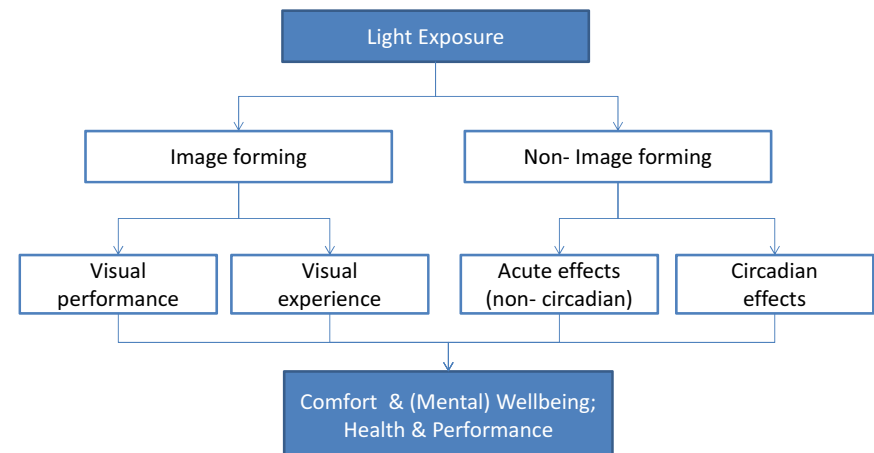 Light Exposure
Image forming
Non- Image forming
Visual
performance
Visual
experience
Acute effects
(non- circadian)
Circadian
effects
Comfort & (Mental) Wellbeing;
Health & Performance